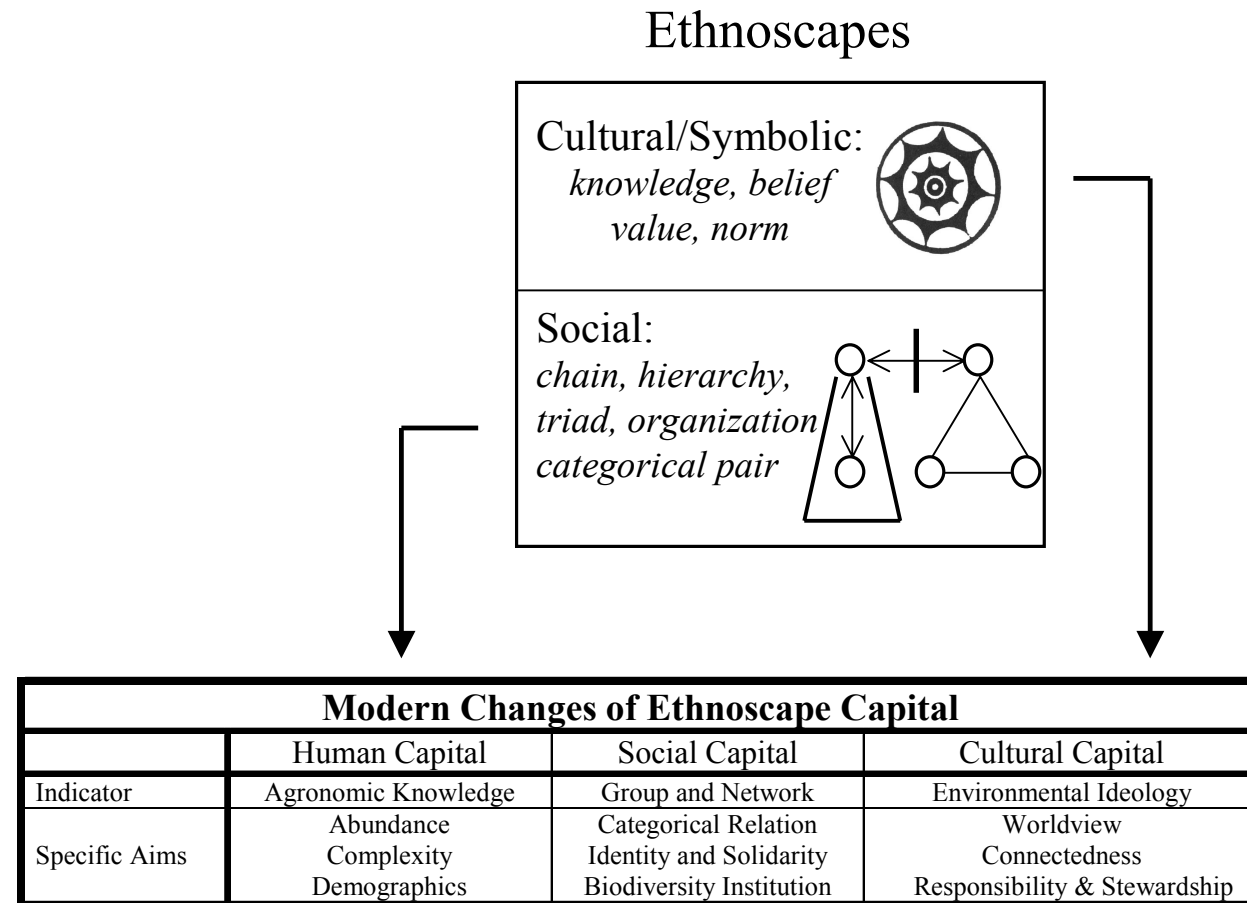 Ethnoscapes
Cultural/Symbolic:
knowledge, belief
value, norm
Social:
chain, hierarchy,
triad, organization
categorical pair
Modern Changes of Ethnoscape Capital
Human Capital Social Capital Cultural Capital
Indicator Agronomic Knowledge Group and Network Environmental Ideology
Specific Aims
Abundance Categorical Relation Worldview
Complexity Identity and Solidarity Connectedness
Demographics Biodiversity Institution Responsibility & Stewardship